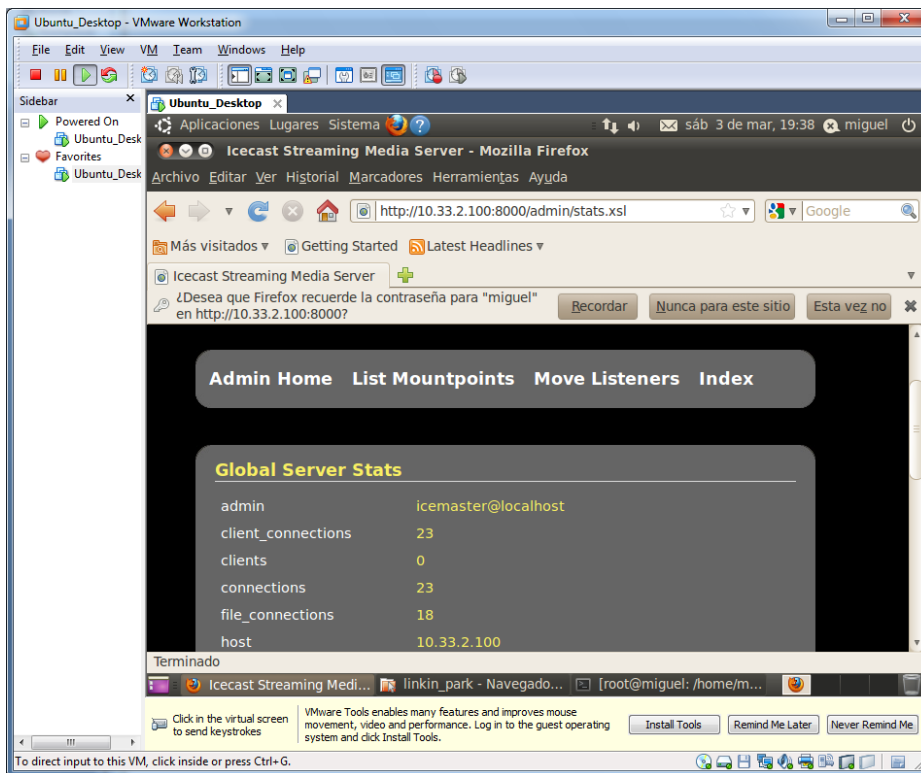 Ubuntu_Desktop - VMware Workstation
File Edit View VM Team Windows Help
Sidebar ×
Powered On
Ubuntu_Desk
Favorites
Ubuntu_Desk
Ubuntu_Desktop ×
Aplicaciones Lugares Sistema ? sáb 3 de mar, 19:38 miguel
Icecast Streaming Media Server - Mozilla Firefox
Archivo Editar Ver Historial Marcadores Herramientas Ayuda
http://10.33.2.100:8000/admin/stats.xsl Google
Más visitados Getting Started Latest Headlines
Icecast Streaming Media Server
¿Desea que Firefox recuerde la contraseña para "miguel"
en http://10.33.2.100:8000?
Recordar Nunca para este sitio Esta vez no
Admin Home List Mountpoints Move Listeners Index
Global Server Stats
admin icemaster@localhost
client_connections 23
clients 0
connections 23
file_connections 18
host 10.33.2.100
Terminado
Icecast Streaming Medi... linkin_park - Navegado... [root@miguel: /home/m...
Click in the virtual screen
to send keystrokes
VMware Tools enables many features and improves mouse
movement, video and performance. Log in to the guest operating
system and click Install Tools.
Install Tools Remind Me Later Never Remind Me
To direct input to this VM, click inside or press Ctrl+G.